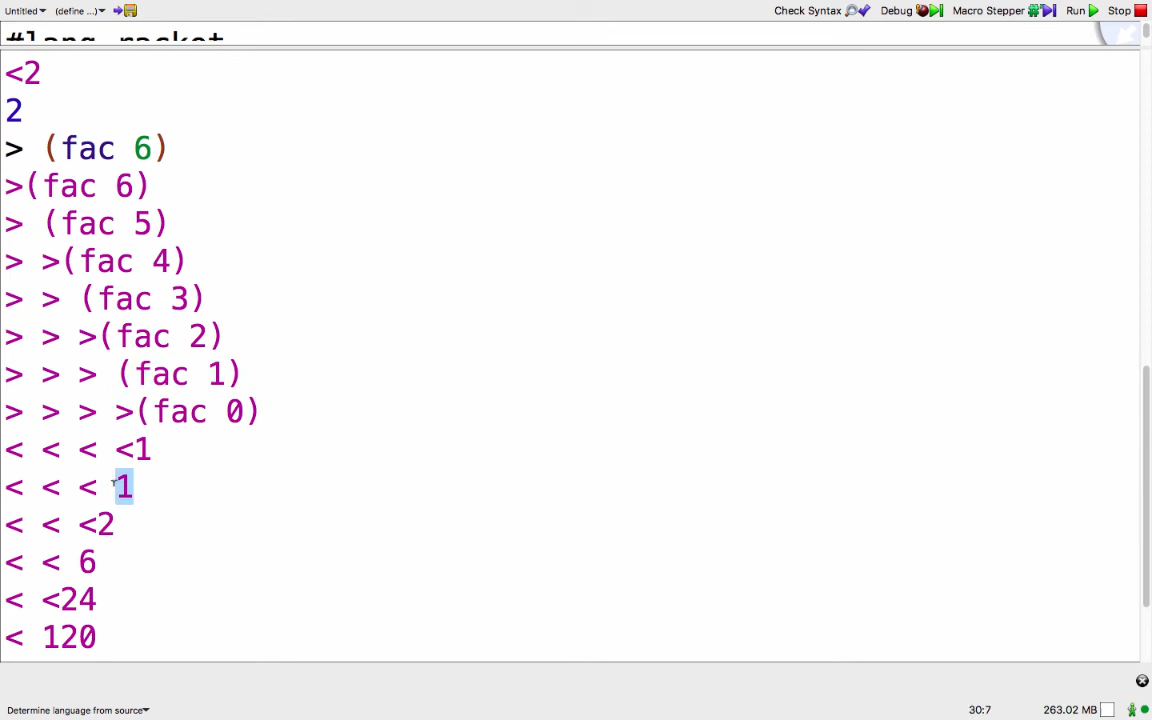 Untitled (define ...) Check Syntax Debug Macro Stepper Run Stop
#lang racket
<2
2
> (fac 6)
>(fac 6)
> (fac 5)
> >(fac 4)
> > (fac 3)
> > >(fac 2)
> > > (fac 1)
> > > >(fac 0)
< < < <1
< < < 1
< < <2
< < 6
< <24
< 120
Determine language from source 30:7 263.02 MB